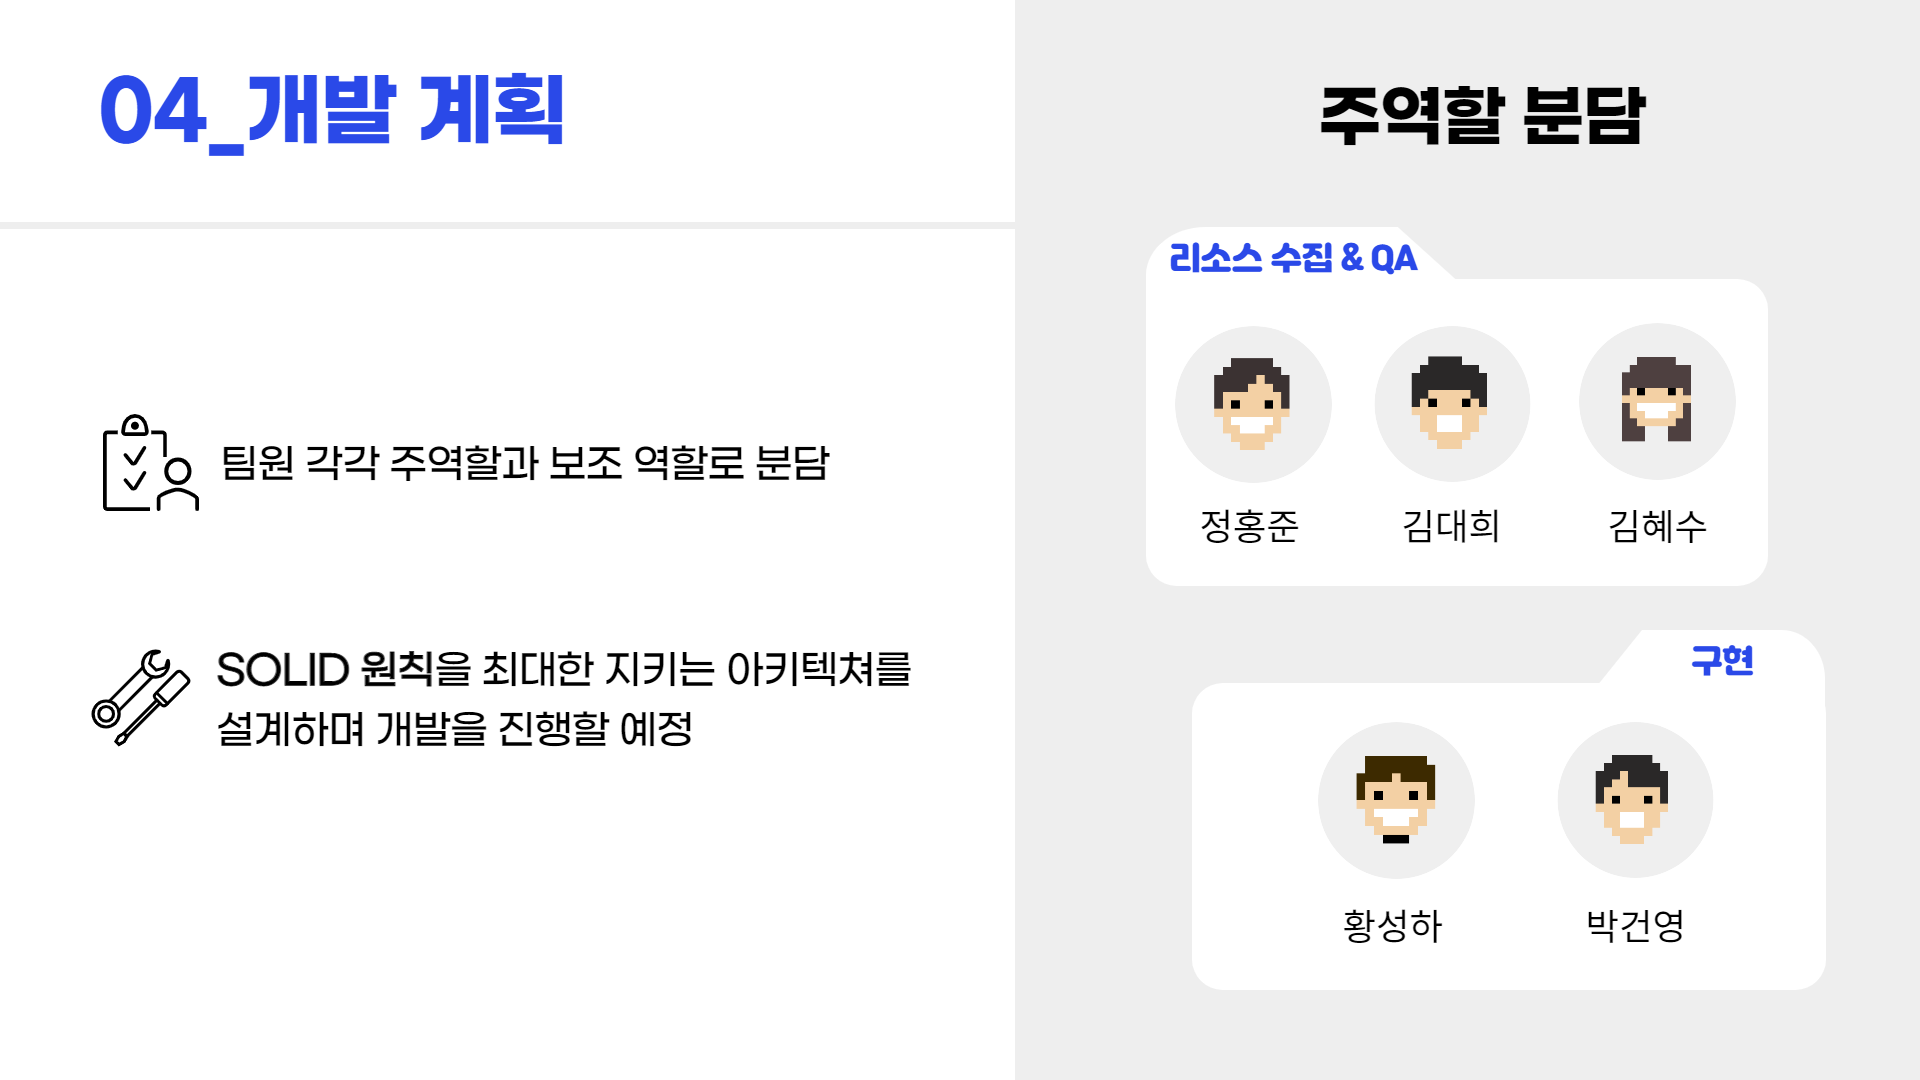 04_개발 계획
팀원 각각 주역할과 보조 역할로 분담
SOLID 원칙을 최대한 지키는 아키텍쳐를
설계하며 개발을 진행할 예정
주역할 분담
리소스 수집 & QA
정홍준
김대희
김혜수
구현
황성하
박건영